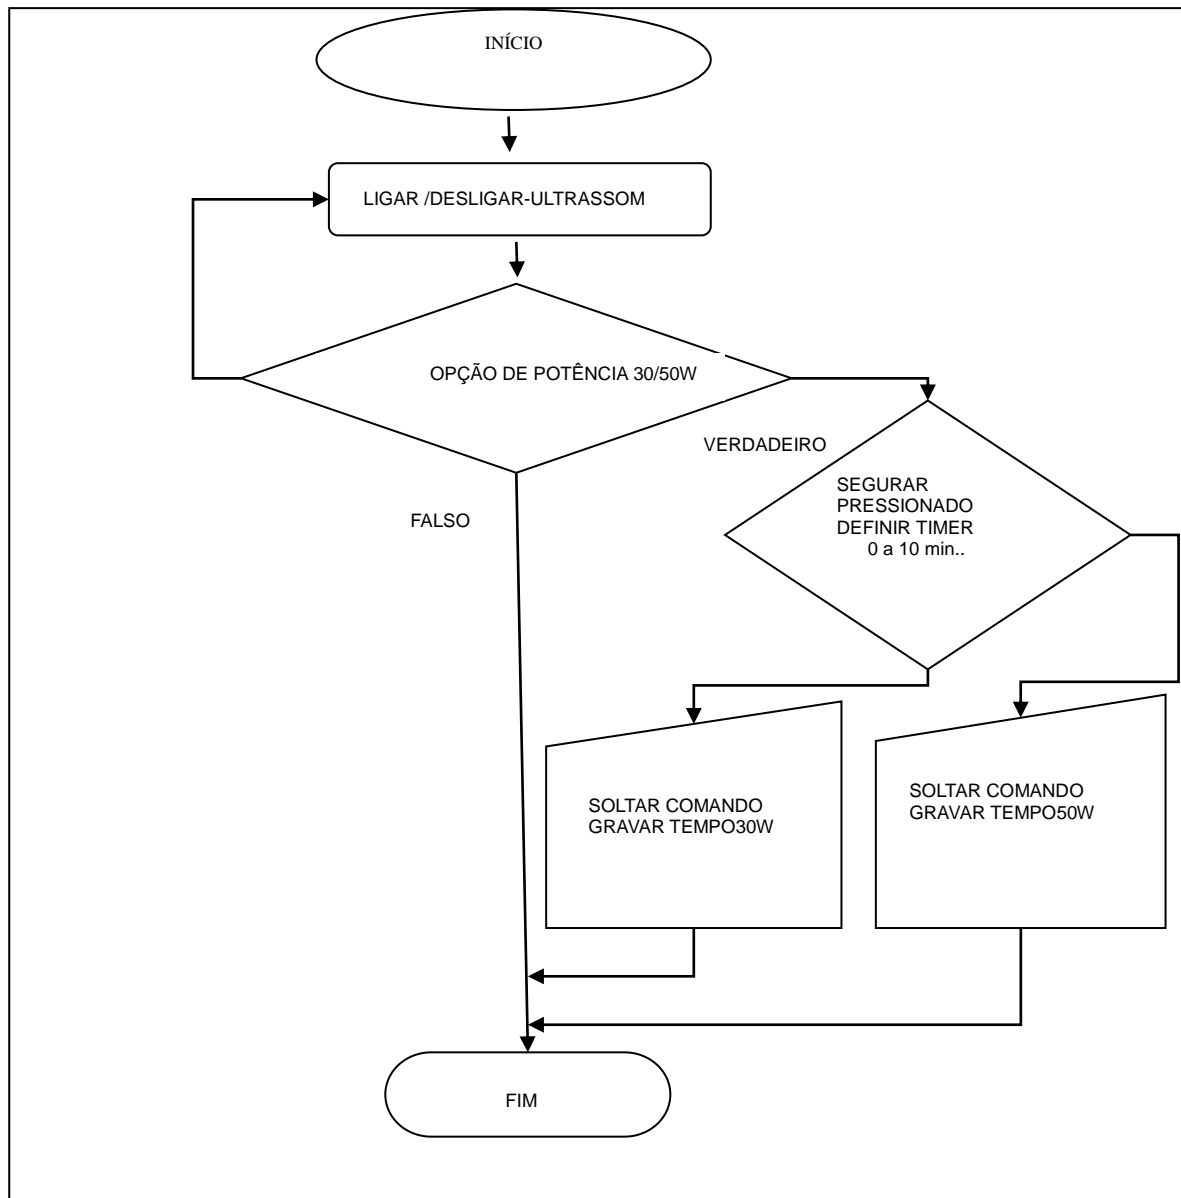 INÍCIO
LIGAR /DESLIGAR-ULTRASSOM
OPÇÃO DE POTÊNCIA 30/50W
VERDADEIRO
SEGURAR
PRESSIONADO
DEFINIR TIMER
0 a 10 min..
FALSO
SOLTAR COMANDO
GRAVAR TEMPO30W
SOLTAR COMANDO
GRAVAR TEMPO50W
FIM